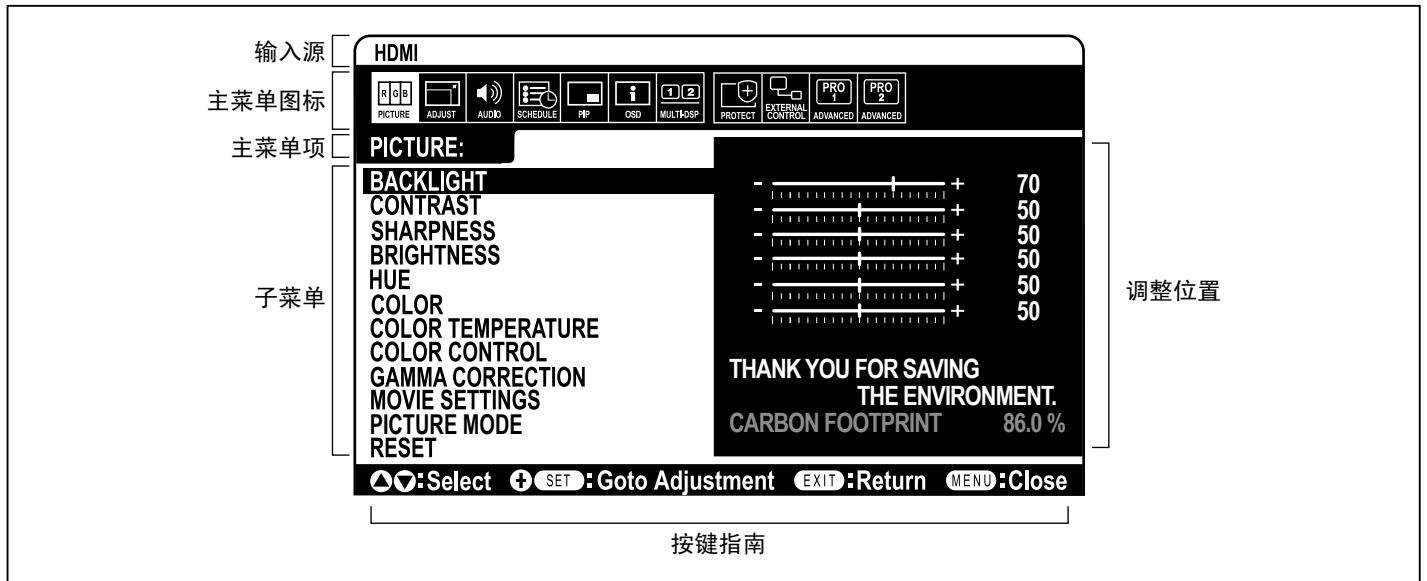 输入源
HDMI
主菜单图标
R G B
PICTURE
ADJUST
AUDIO
SCHEDULE
PIP
i
OSD
1 2
MULTI-DSP
PROTECT
EXTERNAL
CONTROL
PRO
1
ADVANCED
PRO
2
ADVANCED
主菜单项
PICTURE:
子菜单
BACKLIGHT - + 70
CONTRAST - + 50
SHARPNESS - + 50
BRIGHTNESS - + 50
HUE - + 50
COLOR - + 50
COLOR TEMPERATURE
COLOR CONTROL
GAMMA CORRECTION
MOVIE SETTINGS
PICTURE MODE
RESET
THANK YOU FOR SAVING
THE ENVIRONMENT.
CARBON FOOTPRINT 86.0 %
调整位置
:Select + SET :Goto Adjustment EXIT :Return MENU :Close
按键指南